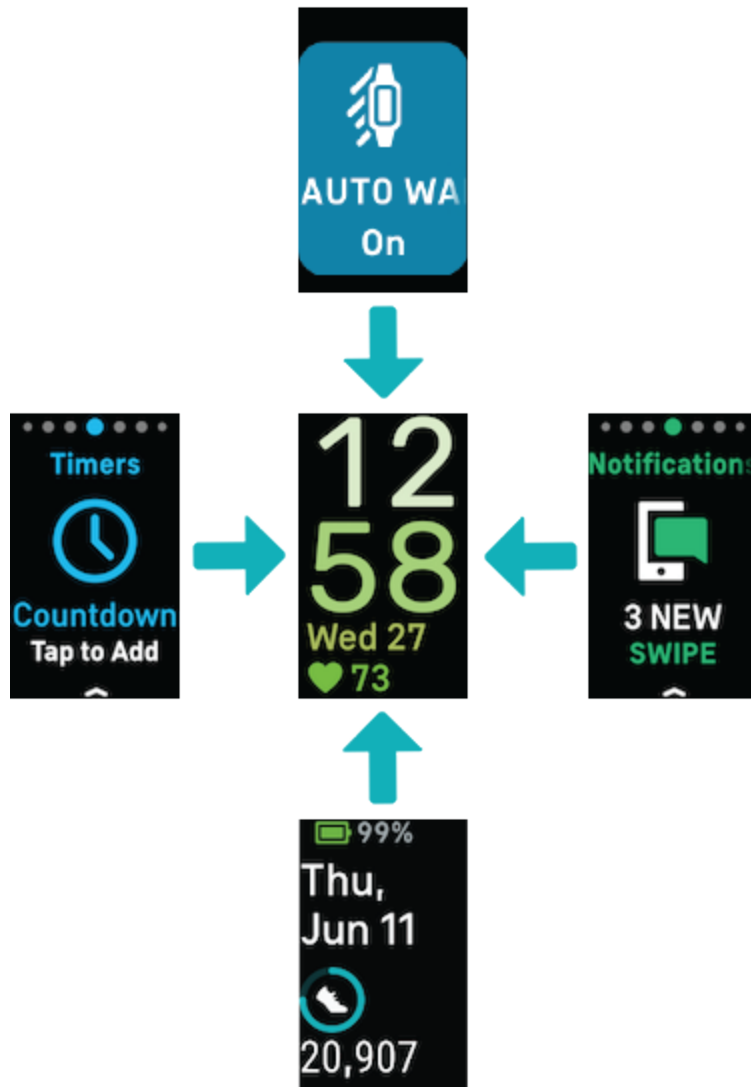 AUTO WA
On
Timers
Countdown
Tap to Add
12
58
Wed 27
73
Notifications
3 NEW
SWIPE
99%
Thu,
Jun 11
20,907